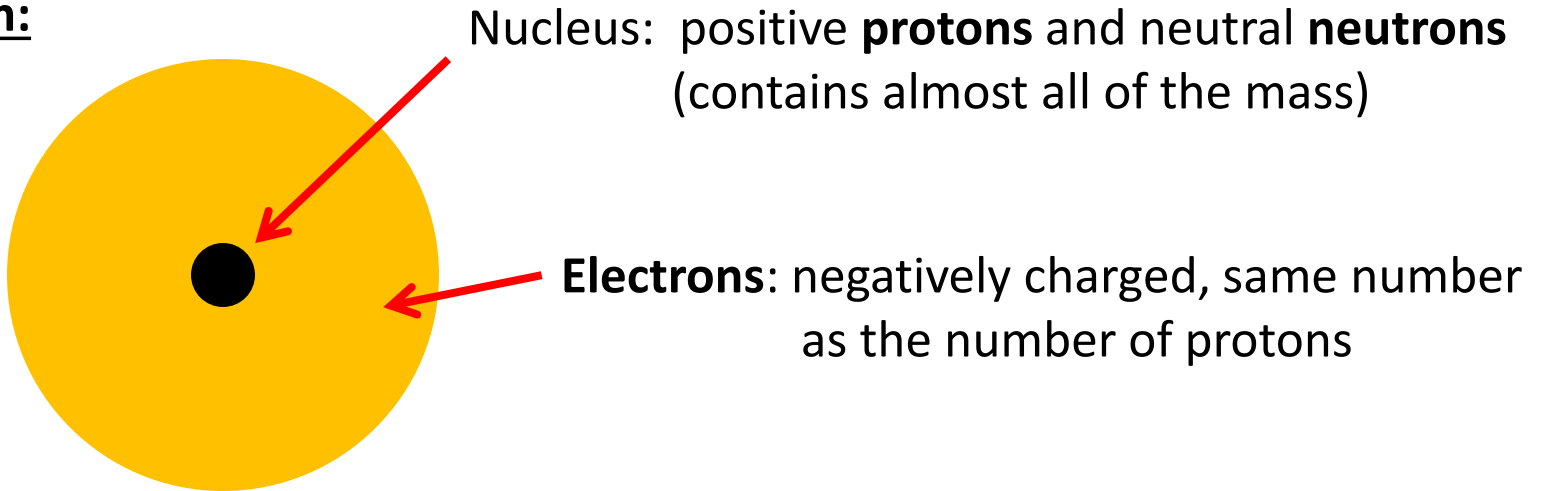 n:
Nucleus: positive protons and neutral neutrons
(contains almost all of the mass)
Electrons: negatively charged, same number
as the number of protons